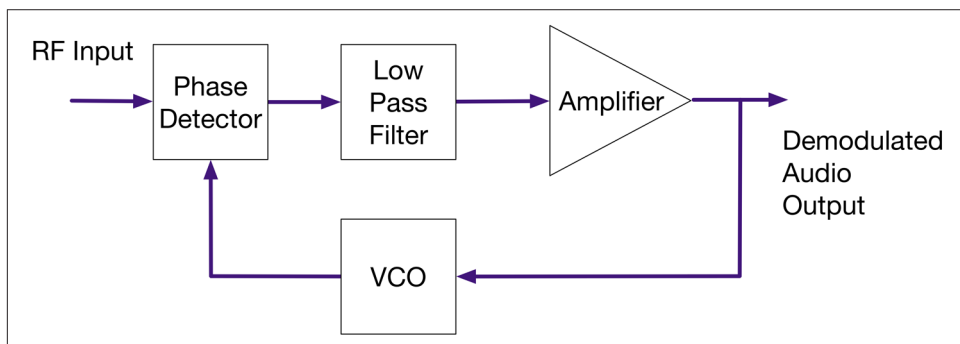 RF Input
Phase
Detector
Low
Pass
Filter
Amplifier
Demodulated
Audio
Output
VCO